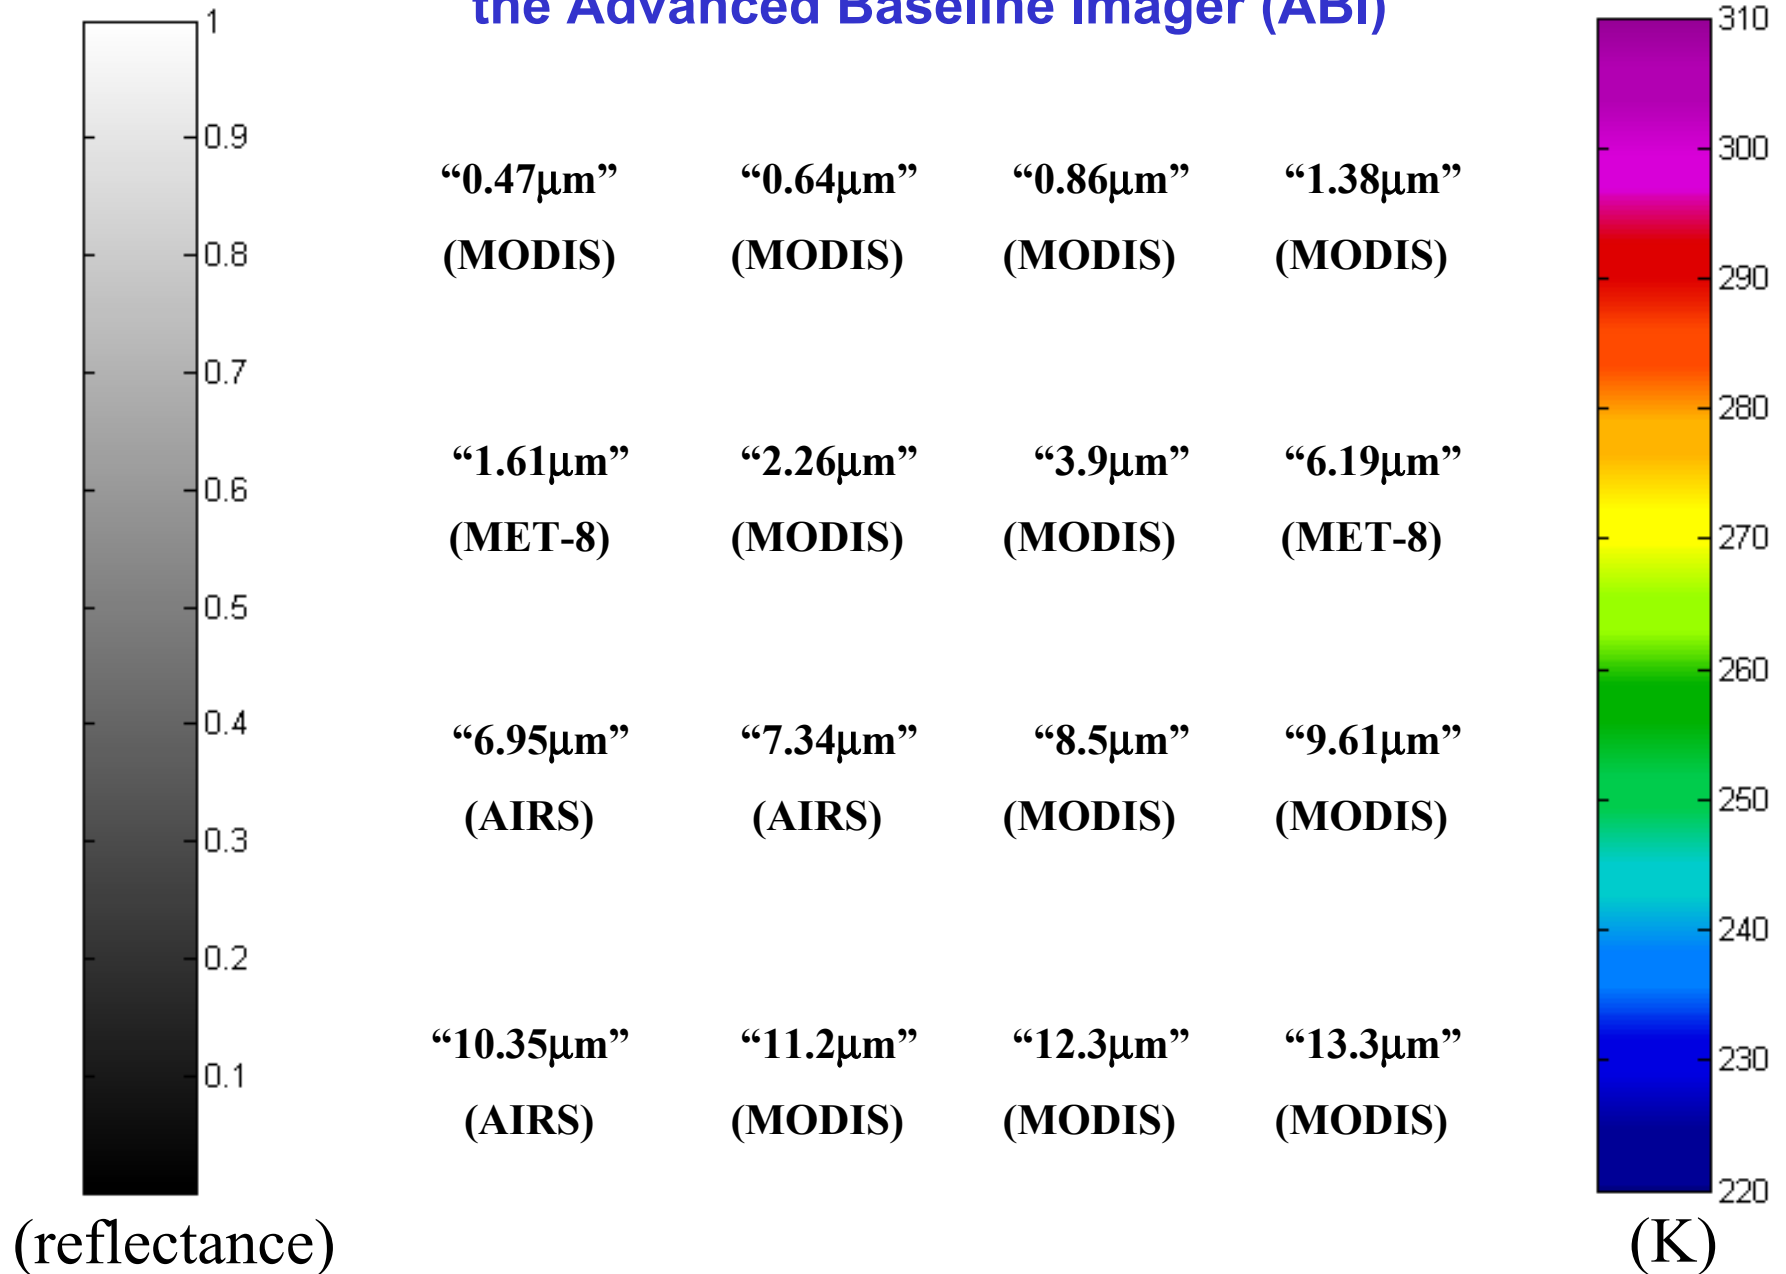 the Advanced Baseline Imager (ABI)
1
0.9
0.8
0.7
0.6
0.5
0.4
0.3
0.2
0.1
(reflectance)
“0.47μm” “0.64μm” “0.86μm” “1.38μm”
(MODIS) (MODIS) (MODIS) (MODIS)
“1.61μm” “2.26μm” “3.9μm” “6.19μm”
(MET-8) (MODIS) (MODIS) (MET-8)
“6.95μm” “7.34μm” “8.5μm” “9.61μm”
(AIRS) (AIRS) (MODIS) (MODIS)
“10.35μm” “11.2μm” “12.3μm” “13.3μm”
(AIRS) (MODIS) (MODIS) (MODIS)
310
300
290
280
270
260
250
240
230
220
(K)